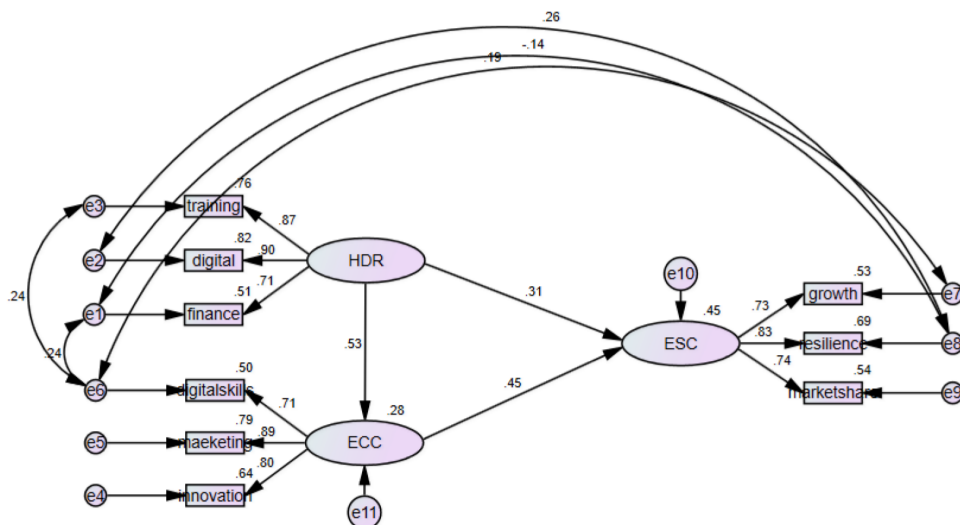 .26
-.14
.19
.76
e3
training
.87
.82
e2
digital
.90
HDR
e10
.71
.53
.51
growth
e7
e1
finance
.31
.45
.73
.24
.69
.83
ESC
resilience
e8
.53
.24
.74
.54
.50
e6
digitalskills
marketshare
e9
.71
.45
.28
.79
e5
maeketing
.89
ECC
.80
.64
e4
innovation
e11